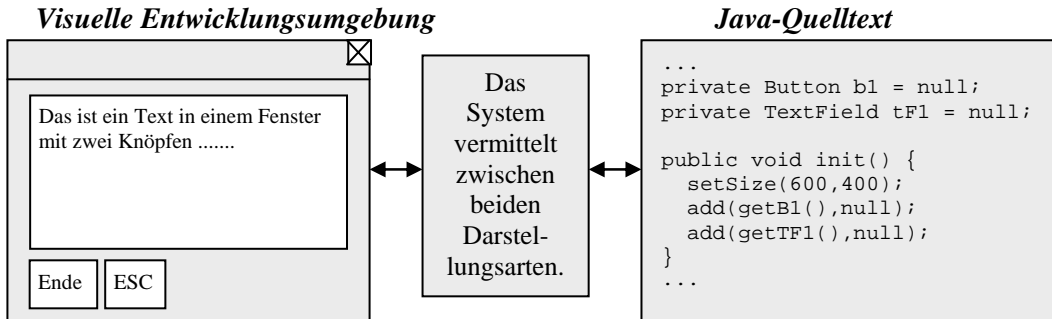 Visuelle Entwicklungsumgebung
Das ist ein Text in einem Fenster
mit zwei Knöpfen .......
Ende
ESC
Das
System
vermittelt
zwischen
beiden
Darstel-
lungsarten.
Java-Quelltext
...
private Button b1 = null;
private TextField tF1 = null;
public void init() {
setSize(600,400);
add(getB1(),null);
add(getTF1(),null);
}
...